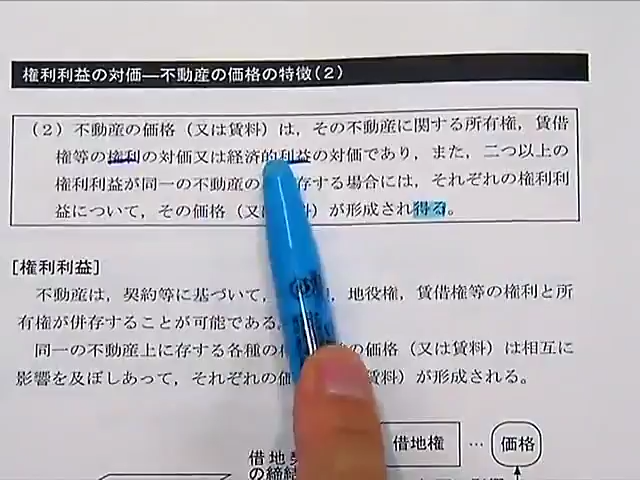 権利利益の対価―不動産の価格の特徴(2)
(2)不動産の価格(又は賃料)は,その不動産に関する所有権,賃借
権等の権利の対価又は経済的利益の対価であり,また,二つ以上の
権利利益が同一の不動産の 存する場合には,それぞれの権利利
益について,その価格(又は 料)が形成され得る。
[権利利益]
不動産は,契約等に基づいて, ,地役権,賃借権等の権利と所
有権が併存することが可能である。
同一の不動産上に存する各種の の価格(又は賃料)は相互に
影響を及ぼしあって,それぞれの価 賃料)が形成される。
借地権 … 価格
借地
の締結